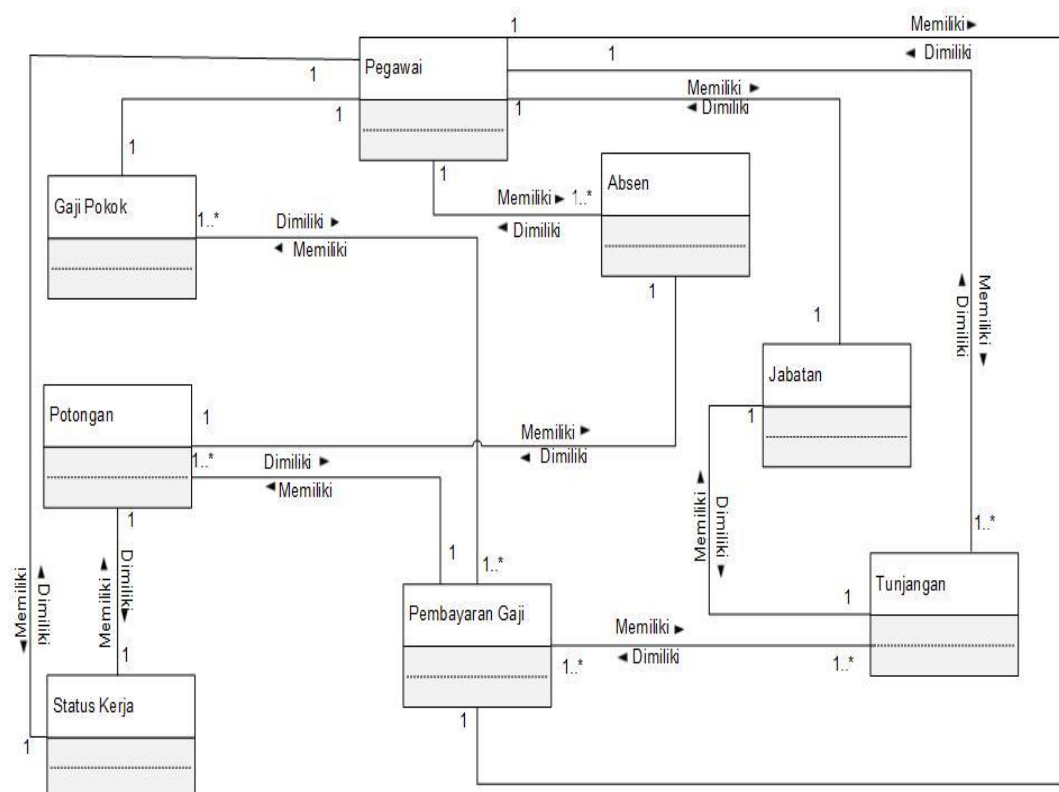 1
Memiliki ►
1
◄ Dimiliki
Pegawai
1
Memiliki ►
◄ Dimiliki
1
1
1
1
Absen
Memiliki ► 1..*
◄ Dimiliki
Gaji Pokok
1..*
Dimiliki ►
◄ Memiliki
1
Memiliki ►
◄ Dimiliki
1
Jabatan
1
Potongan
1
Memiliki ►
◄ Dimiliki
1..*
Dimiliki ►
◄ Memiliki
◄ Memiliki
Dimiliki ►
1
1..*
1
1..*
◄ Memiliki
Dimiliki ►
Tunjangan
1
Pembayaran Gaji
Memiliki ►
◄ Dimiliki
1..*
1..*
Memiliki ►
◄ Dimiliki
1
Status Kerja
1
1